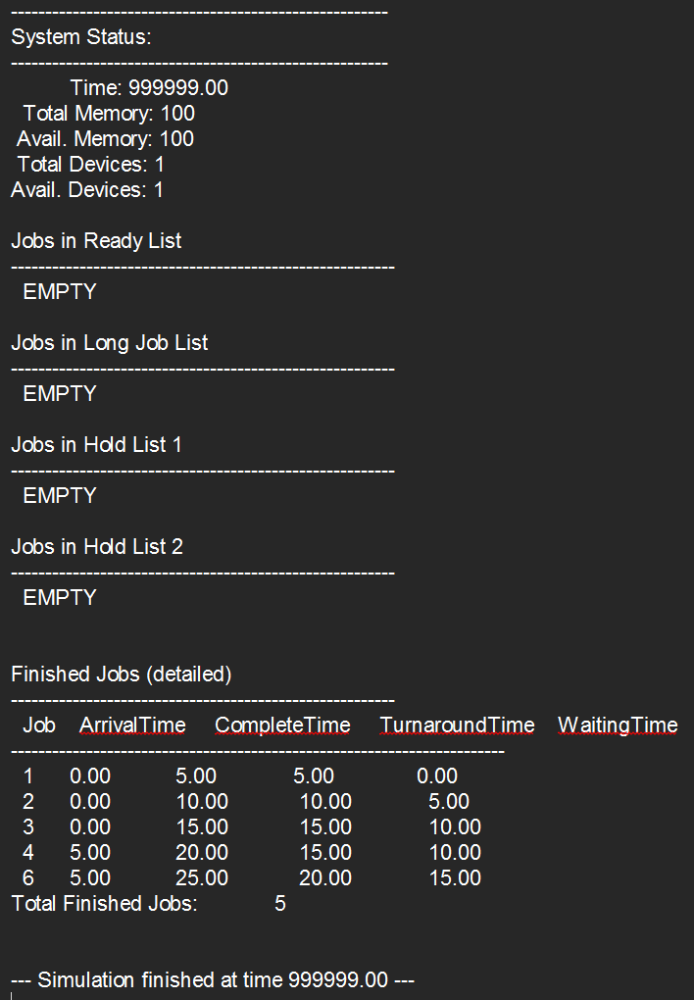 -------------------------------------------------------
System Status:
-------------------------------------------------------
Time: 999999.00
Total Memory: 100
Avail. Memory: 100
Total Devices: 1
Avail. Devices: 1
Jobs in Ready List
--------------------------------------------------------
EMPTY
Jobs in Long Job List
--------------------------------------------------------
EMPTY
Jobs in Hold List 1
--------------------------------------------------------
EMPTY
Jobs in Hold List 2
--------------------------------------------------------
EMPTY
Finished Jobs (detailed)
--------------------------------------------------------
Job ArrivalTime CompleteTime TurnaroundTime WaitingTime
------------------------------------------------------------------------
1 0.00 5.00 5.00 0.00
2 0.00 10.00 10.00 5.00
3 0.00 15.00 15.00 10.00
4 5.00 20.00 15.00 10.00
6 5.00 25.00 20.00 15.00
Total Finished Jobs: 5
--- Simulation finished at time 999999.00 ---